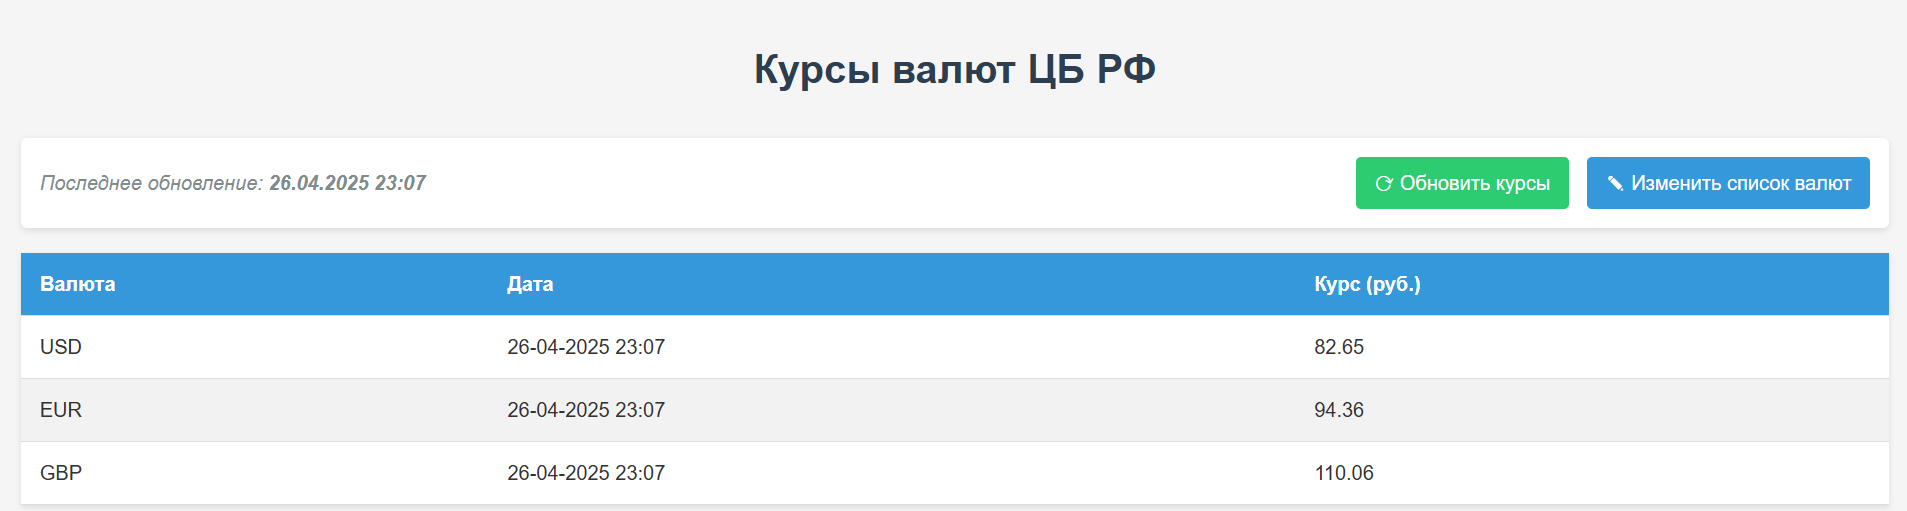 Курсы валют ЦБ РФ
Последнее обновление: 26.04.2025 23:07
Обновить курсы
Изменить список валют
Валюта Дата Курс (руб.)
USD 26-04-2025 23:07 82.65
EUR 26-04-2025 23:07 94.36
GBP 26-04-2025 23:07 110.06